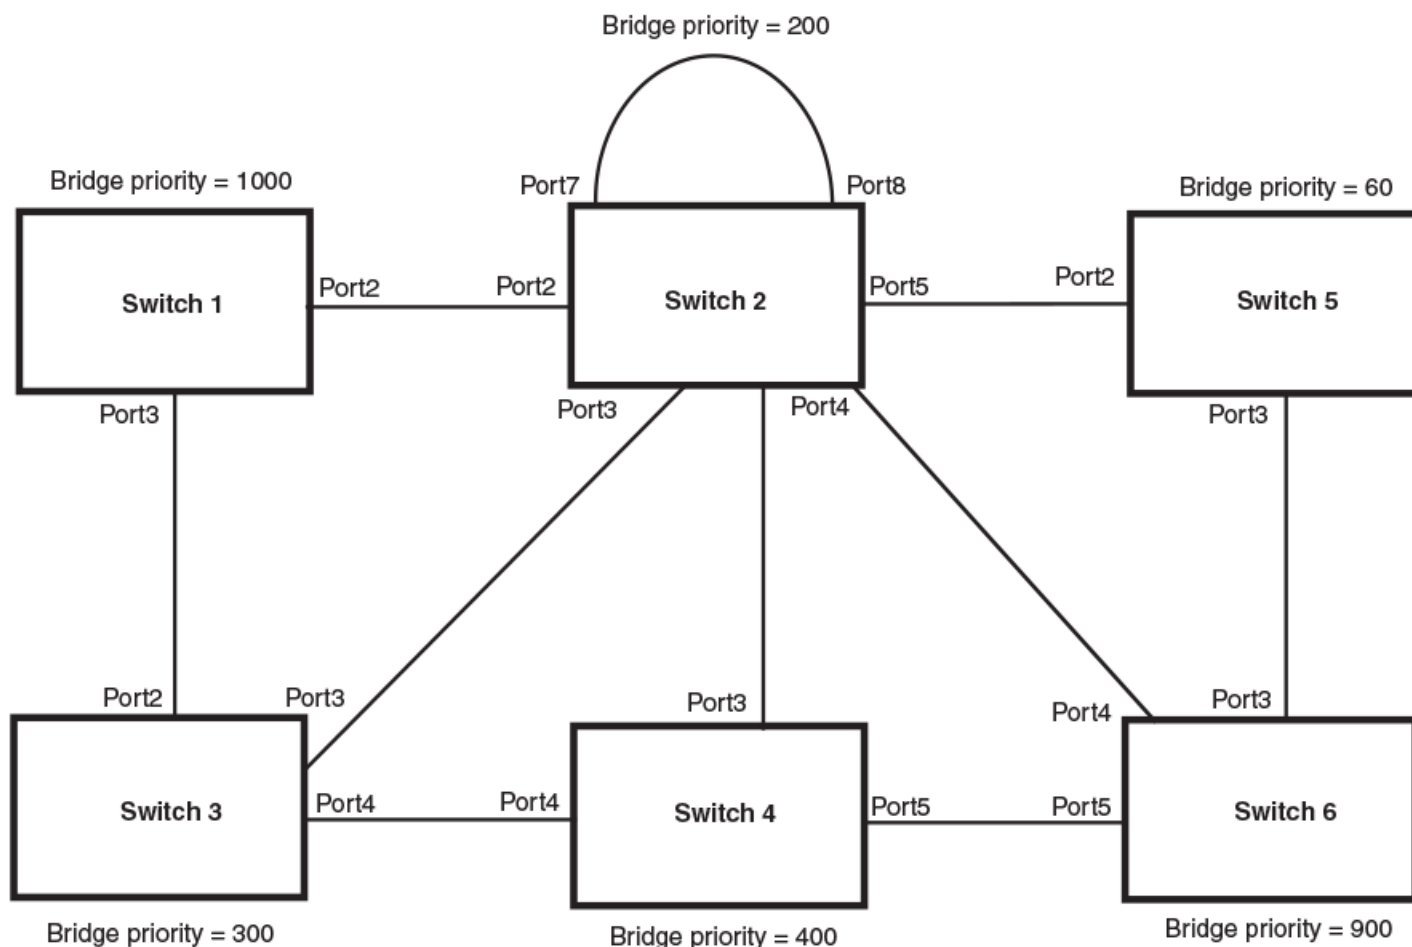 Bridge priority = 200
Bridge priority = 1000
Port7
Port8
Bridge priority = 60
Switch 1
Port2
Port2
Switch 2
Port5
Port2
Switch 5
Port3
Port3
Port4
Port3
Port2
Port3
Port3
Port4
Port3
Switch 3
Port4
Port4
Switch 4
Port5
Port5
Switch 6
Bridge priority = 300
Bridge priority = 400
Bridge priority = 900